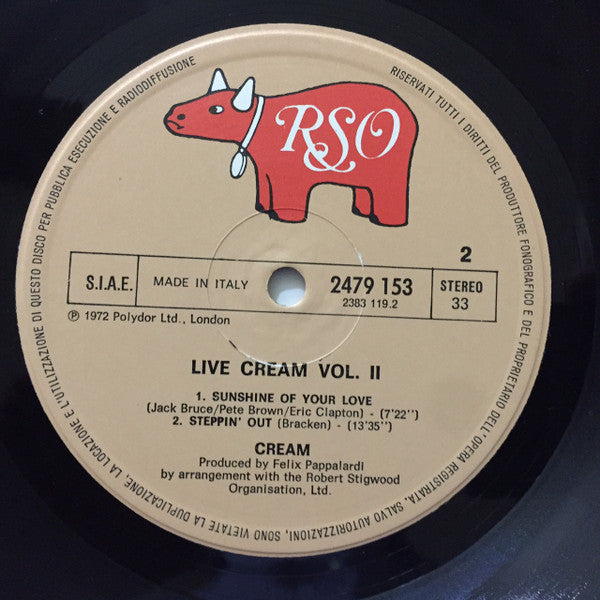 RISERVATI TUTTI I DIRITTI DEL PRODUTTORE FONOGRAFICO E DEL PROPRIETARIO DELL'OPERA REGISTRATA. SALVO AUTORIZZAZIONI, SONO VIETATE LA DUPLICAZIONE, LA LOCAZIONE E L'UTILIZZAZIONE DI QUESTO DISCO PER PUBBLICA ESECUZIONE E RADIODIFFUSIONE
RSO
2
S.I.A.E.
MADE IN ITALY
2479 153
2383 119.2
STEREO
33
℗ 1972 Polydor Ltd., London
LIVE CREAM VOL. II
1. SUNSHINE OF YOUR LOVE
(Jack Bruce/Pete Brown/Eric Clapton) - (7'22'')
2. STEPPIN' OUT (Bracken) - (13'35'')
CREAM
Produced by Felix Pappalardi
by arrangement with the Robert Stigwood
Organisation, Ltd.